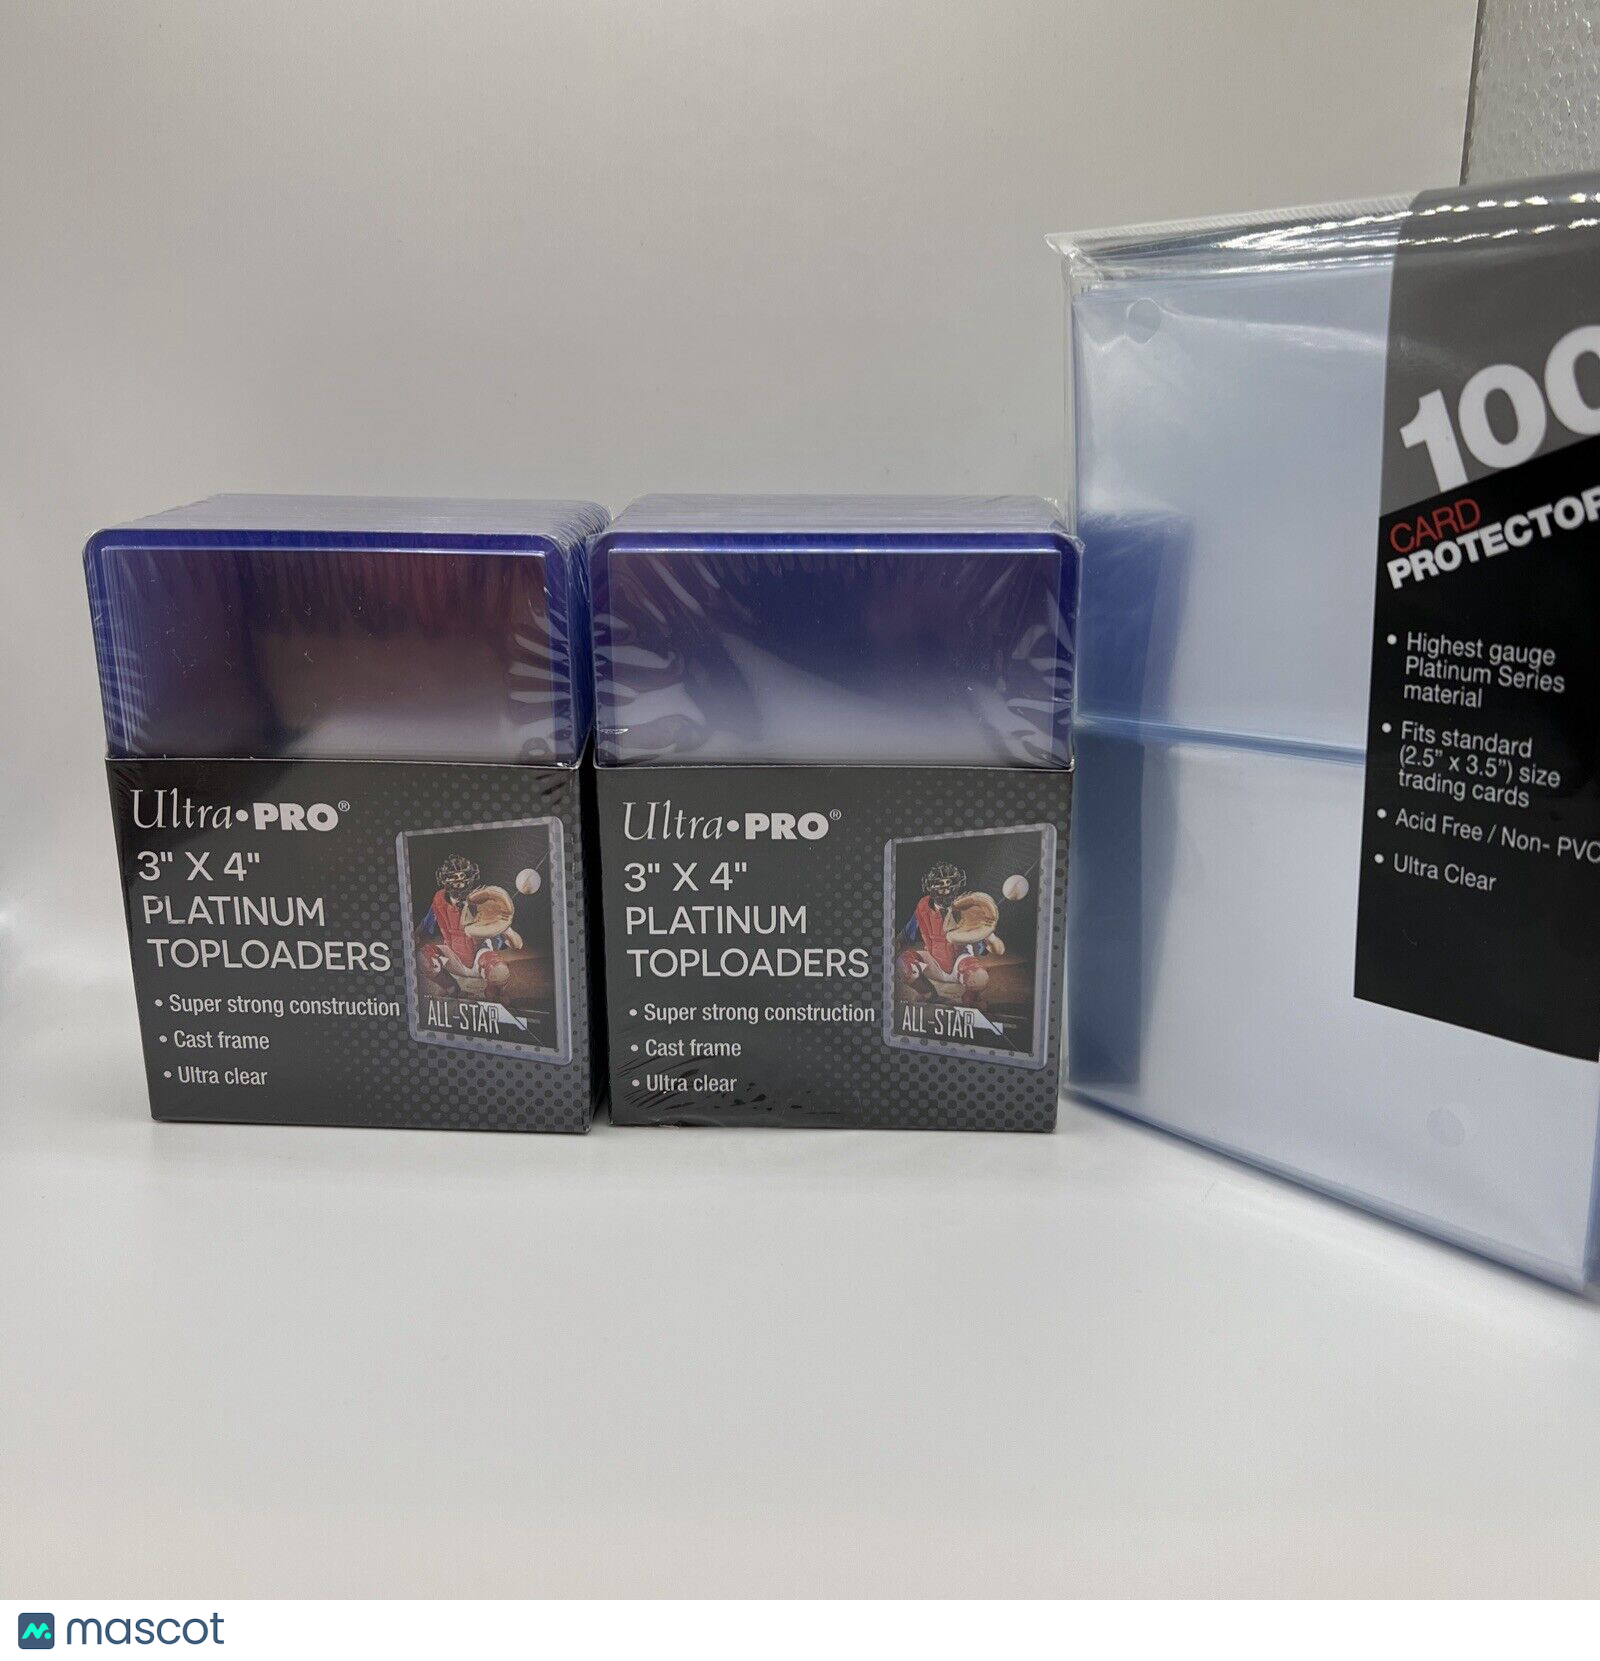 Ultra•PRO®
3" X 4"
PLATINUM
TOPLOADERS
• Super strong construction
• Cast frame
• Ultra clear
ALL-STAR
Ultra•PRO®
3" X 4"
PLATINUM
TOPLOADERS
• Super strong construction
• Cast frame
• Ultra clear
ALL-STAR
100
CARD
PROTECTOR
• Highest gauge
Platinum Series
material
• Fits standard
(2.5" x 3.5") size
trading cards
• Acid Free / Non- PVC
• Ultra Clear
mascot